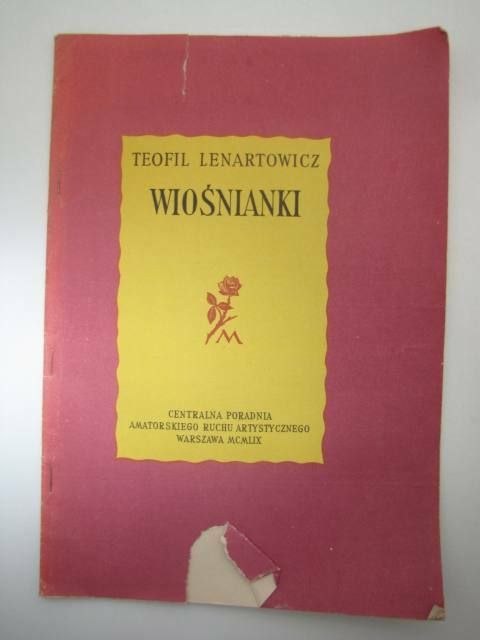 TEOFIL LENARTOWICZ
WIOŚNIANKI
M
CENTRALNA PORADNIA
AMATORSKIEGO RUCHU ARTYSTYCZNEGO
WARSZAWA MCMLIX